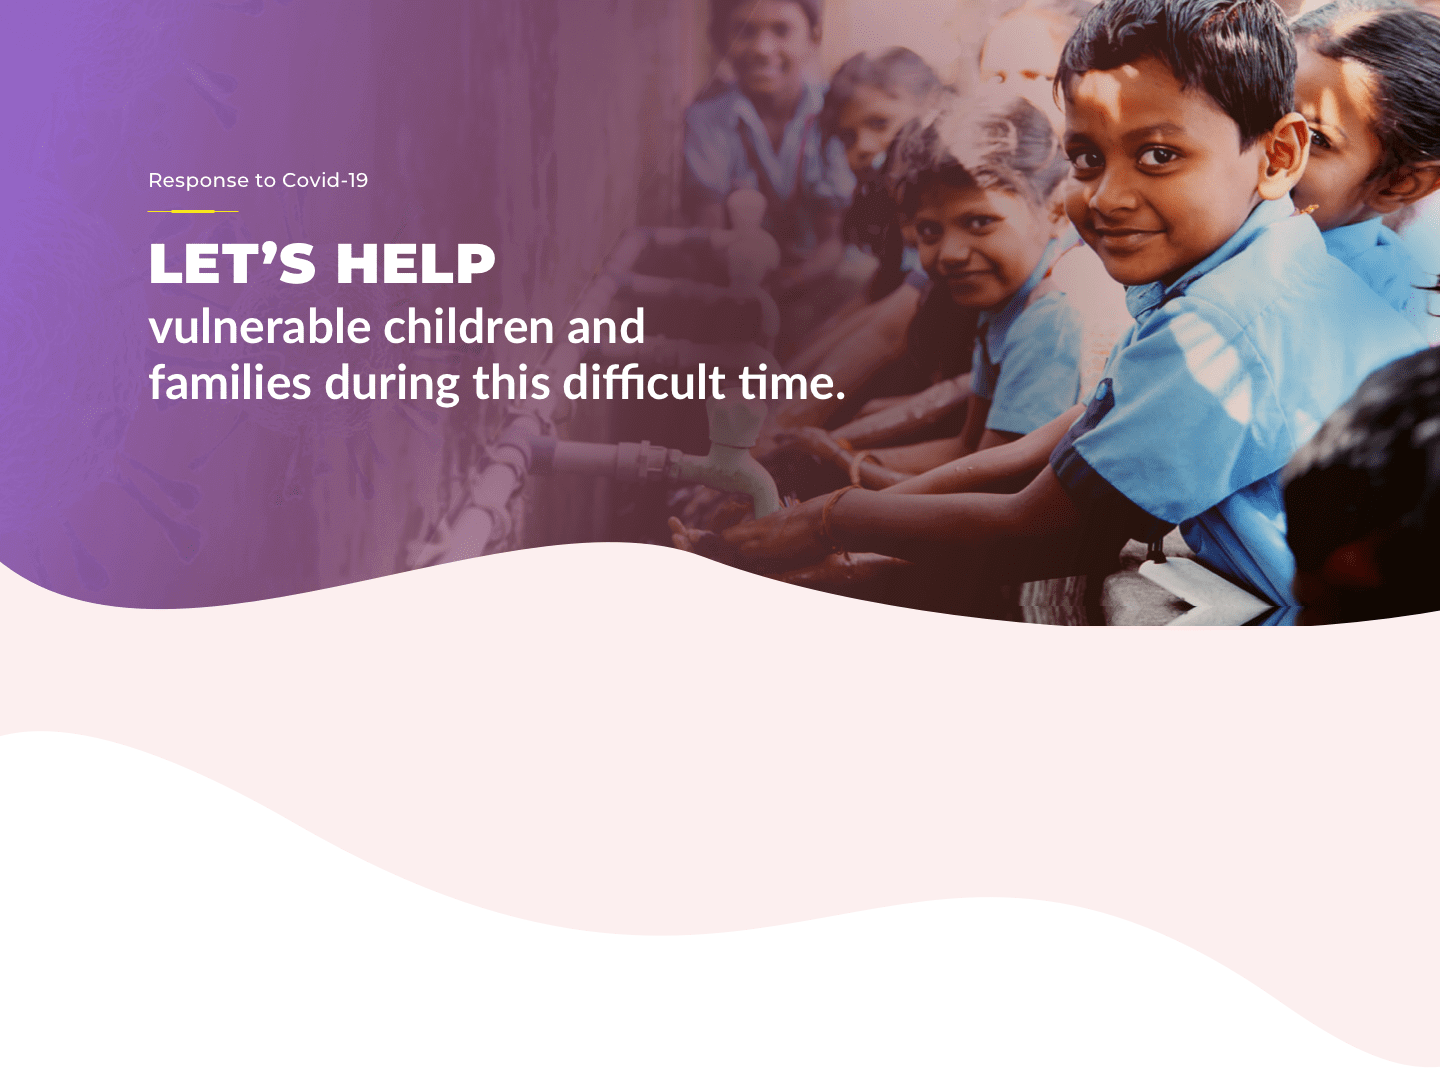 Response to Covid-19
LET’S HELP
vulnerable children and
families during this difficult time.